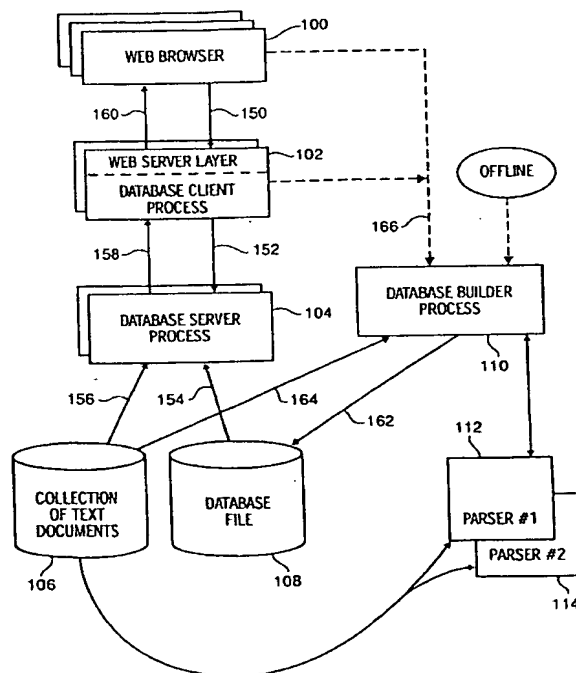 100
WEB BROWSER
160
150
WEB SERVER LAYER
102
DATABASE CLIENT
PROCESS
OFFLINE
166
158
152
DATABASE SERVER
PROCESS
104
DATABASE BUILDER
PROCESS
110
156
154
164
162
112
COLLECTION
OF TEXT
DOCUMENTS
DATABASE
FILE
PARSER #1
PARSER #2
106
108
114